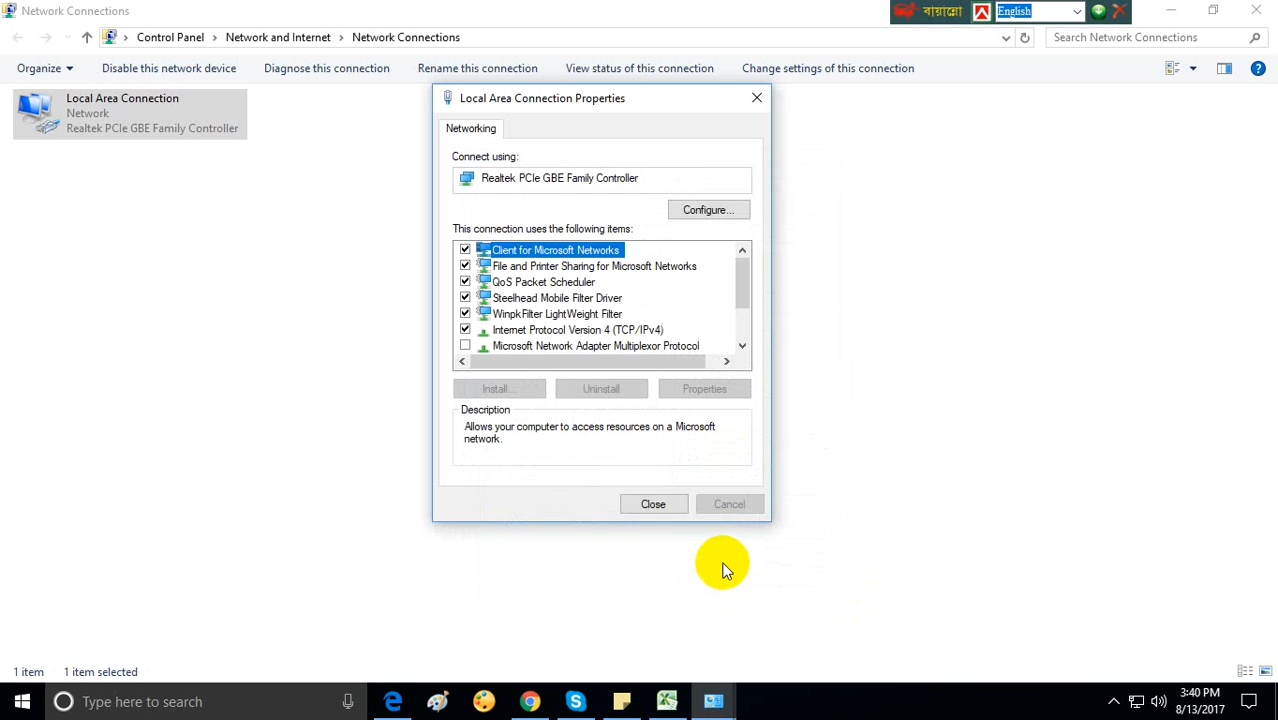 Network Connections
বায়ান্নো
English
Control Panel
Network and Internet
Network Connections
Search Network Connections
Organize
Disable this network device
Diagnose this connection
Rename this connection
View status of this connection
Change settings of this connection
Local Area Connection
Network
Realtek PCIe GBE Family Controller
Local Area Connection Properties
Networking
Connect using:
Realtek PCIe GBE Family Controller
Configure...
This connection uses the following items:
Client for Microsoft Networks
File and Printer Sharing for Microsoft Networks
QoS Packet Scheduler
Steelhead Mobile Filter Driver
WinpkFilter LightWeight Filter
Internet Protocol Version 4 (TCP/IPv4)
Microsoft Network Adapter Multiplexor Protocol
Install...
Uninstall
Properties
Description
Allows your computer to access resources on a Microsoft
network.
Close
Cancel
1 item
1 item selected
Type here to search
3:40 PM
8/13/2017